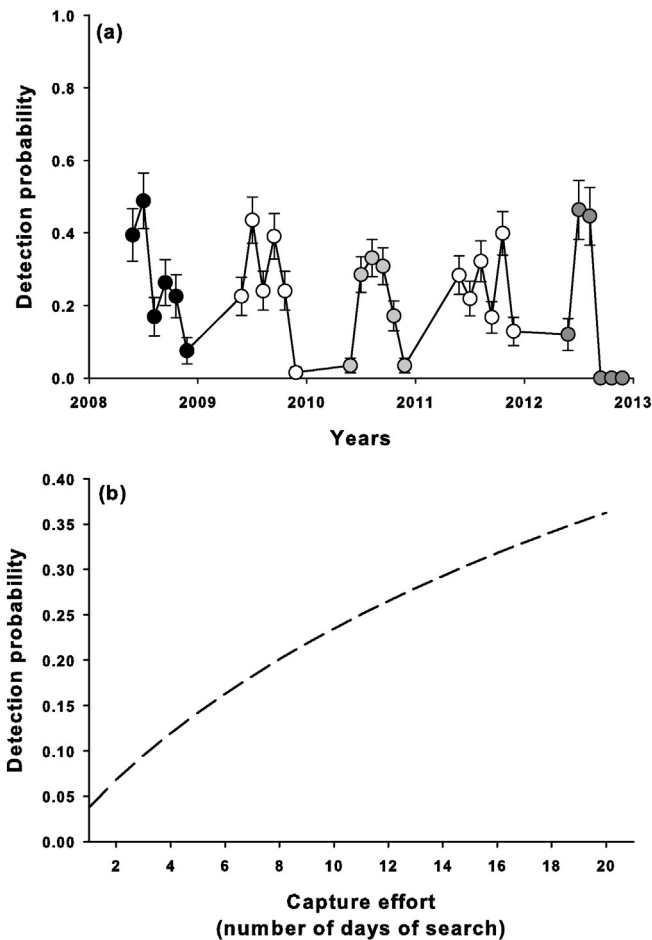 (a)
Detection probability
1.0
0.8
0.6
0.4
0.2
0.0
2008 2009 2010 2011 2012 2013
Years
(b)
Detection probability
0.40
0.35
0.30
0.25
0.20
0.15
0.10
0.05
0.00
2 4 6 8 10 12 14 16 18 20
Capture effort
(number of days of search)